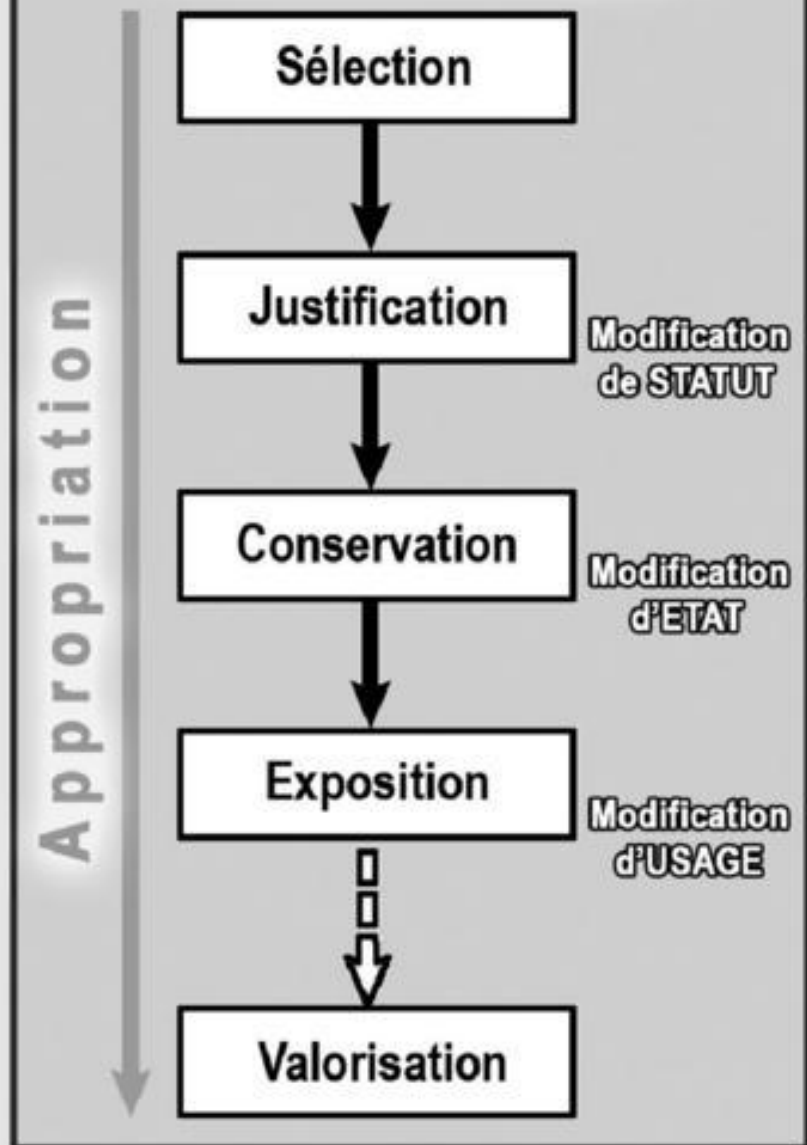 Sélection
Justification
Modification
de STATUT
Conservation
Modification
d'ETAT
Exposition
Modification
d'USAGE
Valorisation
Appropriation